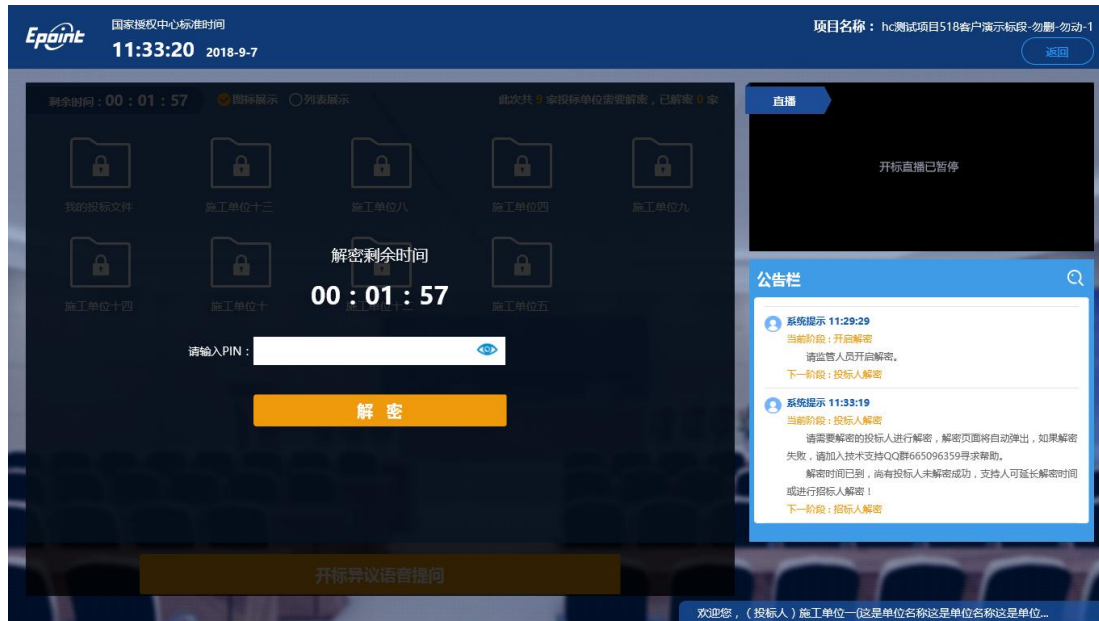 Epoint
国家授权中心标准时间
11:33:20 2018-9-7
项目名称：hc测试项目518客户演示标段-勿删-勿动-1
返回
剩余时间：00：01：57 图标展示 列表展示 此次共 9 家投标单位需要解密，已解密 0 家
我的投标文件 施工单位十三 施工单位八 施工单位四 施工单位九
施工单位十四 施工单位十 施工单位十二 施工单位五
解密剩余时间
00：01：57
请输入PIN：
解 密
开标异议语音提问
直播
开标直播已暂停
公告栏
系统提示 11:29:29
当前阶段：开启解密
请监管人员开启解密。
下一阶段：投标人解密
系统提示 11:33:19
当前阶段：投标人解密
请需要解密的投标人进行解密，解密页面将自动弹出，如果解密
失败，请加入技术支持QQ群665096359寻求帮助。
解密时间已到，尚有投标人未解密成功，支持人可延长解密时间
或进行招标人解密！
下一阶段：招标人解密
欢迎您，（投标人）施工单位一(这是单位名称这是单位名称这是单位...